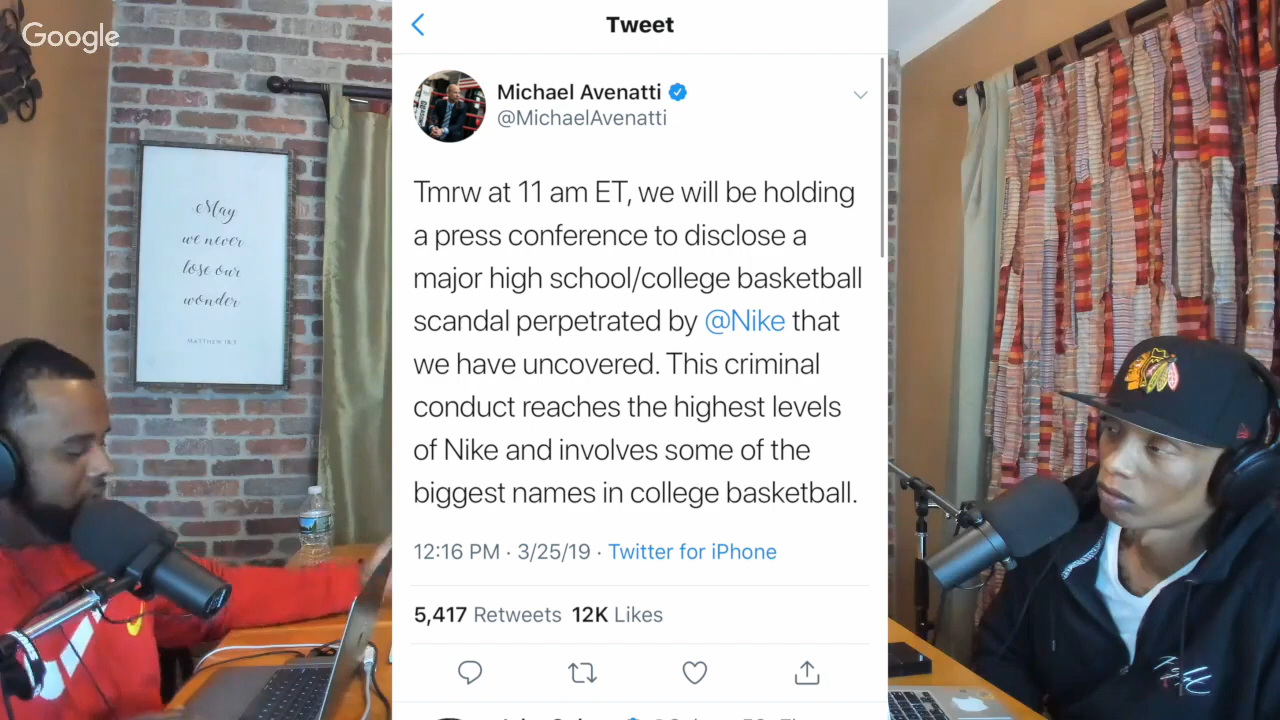 Google
May
we never
lose our
wonder
MATTHEW 18:3
Tweet
Michael Avenatti
@MichaelAvenatti
Tmrw at 11 am ET, we will be holding
a press conference to disclose a
major high school/college basketball
scandal perpetrated by @Nike that
we have uncovered. This criminal
conduct reaches the highest levels
of Nike and involves some of the
biggest names in college basketball.
12:16 PM · 3/25/19 · Twitter for iPhone
5,417 Retweets 12K Likes